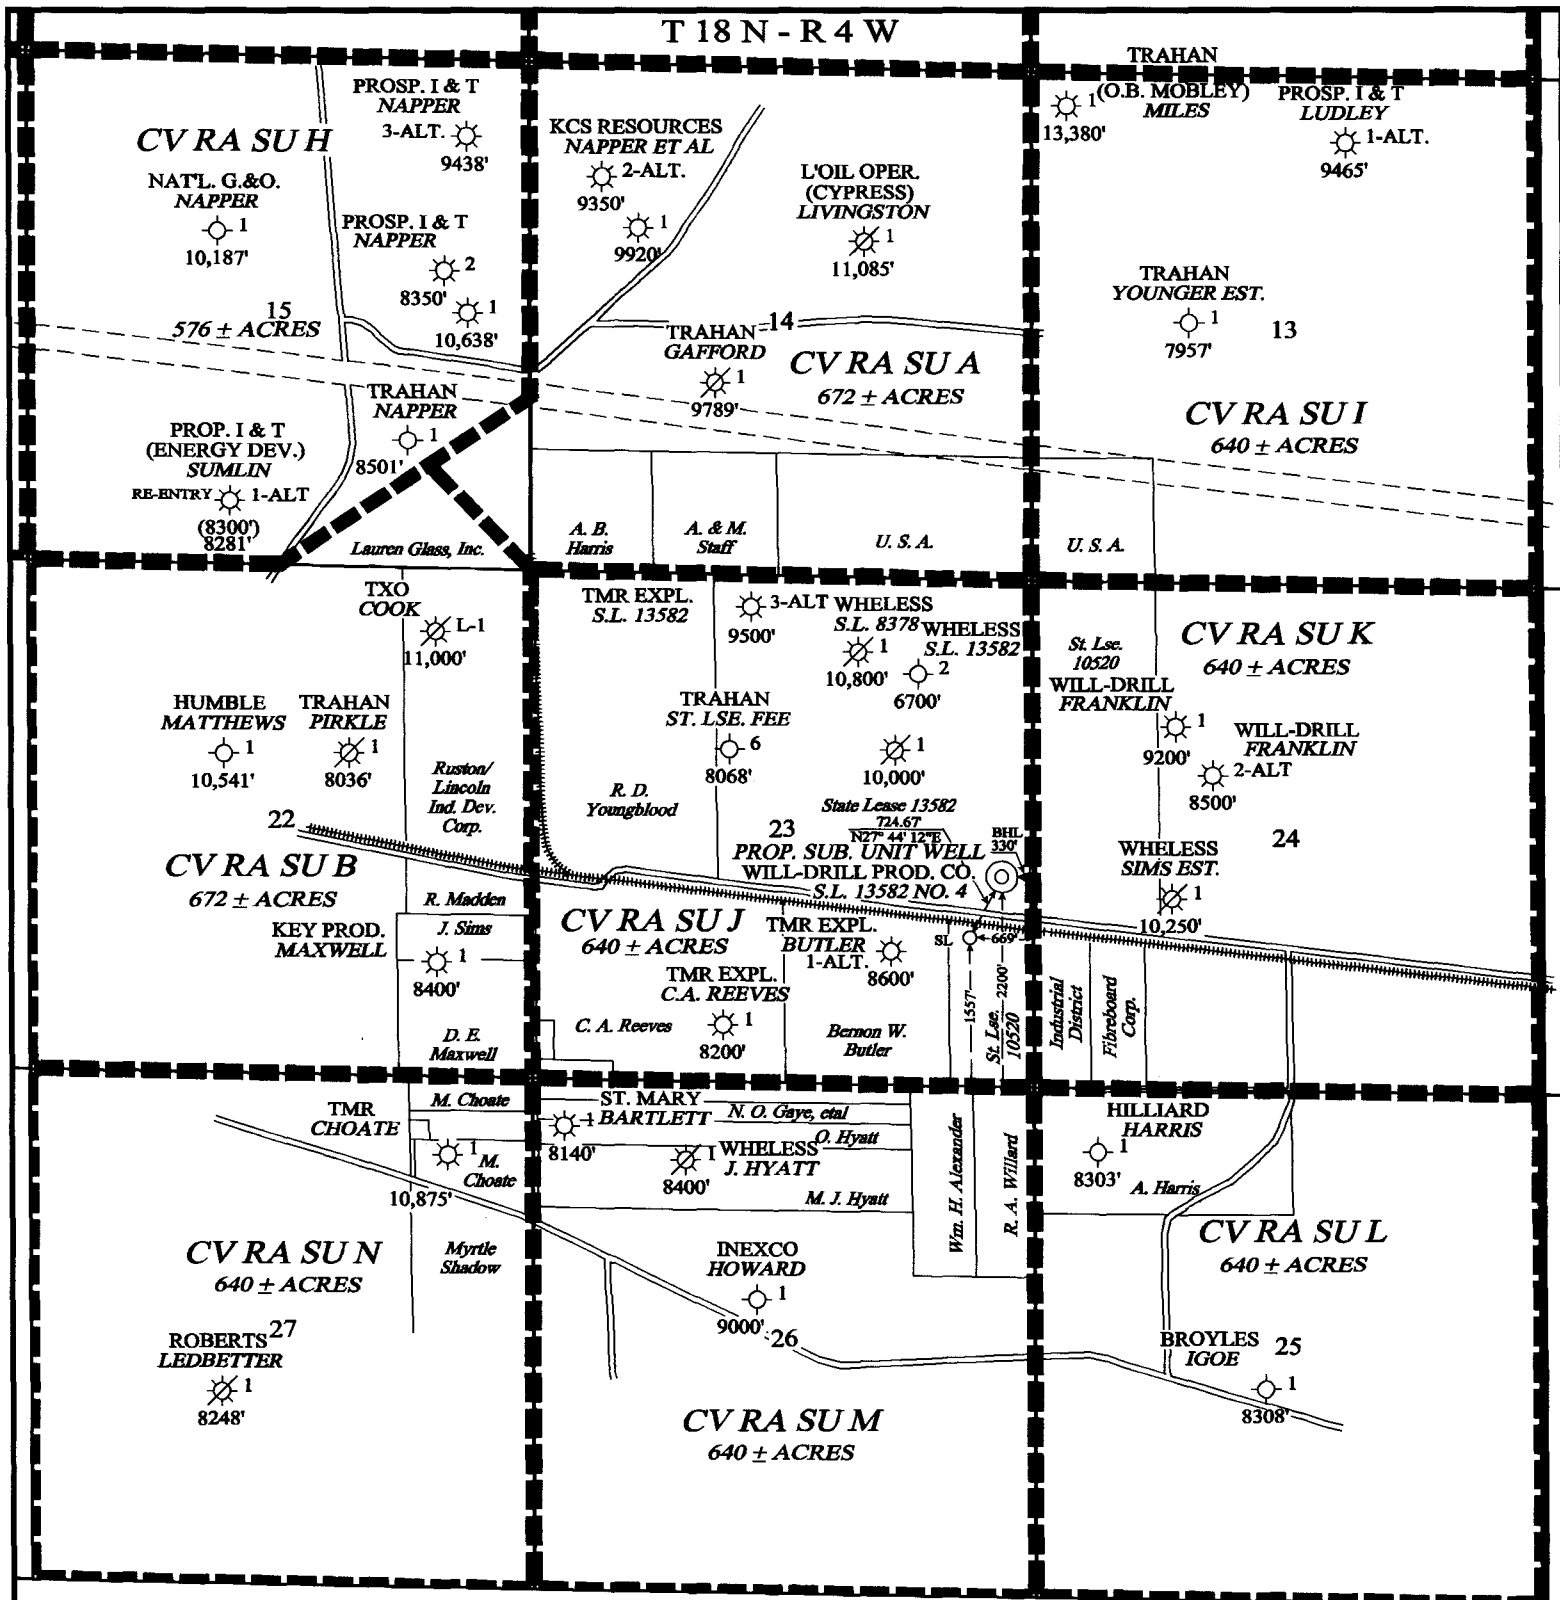 T 18 N - R 4 W
PROSP. I & T
NAPPER
3-ALT.
9438'
CV RA SU H
NAT'L. G.&O.
NAPPER
1
10,187'
PROSP. I & T
NAPPER
2
8350'
1
10,638'
15
576 ± ACRES
TRAHAN
NAPPER
1
8501'
PROP. I & T
(ENERGY DEV.)
SUMLIN
RE-ENTRY
1-ALT
(8300')
8281'
Lauren Glass, Inc.
KCS RESOURCES
NAPPER ET AL
2-ALT.
9350'
1
9920'
L'OIL OPER.
(CYPRESS)
LIVINGSTON
1
11,085'
14
TRAHAN
GAFFORD
1
9789'
CV RA SU A
672 ± ACRES
A. B.
Harris
A. & M.
Staff
U. S. A.
TRAHAN
(O.B. MOBLEY)
MILES
1
13,380'
PROSP. I & T
LUDLEY
1-ALT.
9465'
TRAHAN
YOUNGER EST.
1
7957'
13
CV RA SU I
640 ± ACRES
U. S. A.
TXO
COOK
L-1
11,000'
HUMBLE
MATTHEWS
1
10,541'
TRAHAN
PIRKLE
1
8036'
Ruston/
Lincoln
Ind. Dev.
Corp.
22
CV RA SU B
672 ± ACRES
R. Madden
J. Sims
KEY PROD.
MAXWELL
1
8400'
D. E.
Maxwell
TMR EXPL.
S.L. 13582
3-ALT
9500'
WHELESS
S.L. 8378
1
10,800'
WHELESS
S.L. 13582
2
6700'
TRAHAN
ST. LSE. FEE
6
8068'
1
10,000'
R. D.
Youngblood
State Lease 13582
724.67'
N27° 44' 12"E
BHL
330'
23
PROP. SUB. UNIT WELL
WILL-DRILL PROD. CO.
S.L. 13582 NO. 4
CV RA SU J
640 ± ACRES
TMR EXPL.
BUTLER
1-ALT.
8600'
SL
669'
1557'
2200'
St. Lse.
10520
TMR EXPL.
C.A. REEVES
1
8200'
C. A. Reeves
Bernon W.
Butler
St. Lse.
10520
CV RA SU K
640 ± ACRES
WILL-DRILL
FRANKLIN
1
9200'
WILL-DRILL
FRANKLIN
2-ALT
8500'
24
WHELESS
SIMS EST.
1
10,250'
Industrial
District
Fibreboard
Corp.
TMR
CHOATE
1
10,875'
M. Choate
M.
Choate
Myrtle
Shadow
CV RA SU N
640 ± ACRES
27
ROBERTS
LEDBETTER
1
8248'
ST. MARY
BARTLETT
1
8140'
N. O. Gaye, etal
O. Hyatt
WHELESS
J. HYATT
1
8400'
M. J. Hyatt
Wm. H. Alexander
R. A. Willard
INEXCO
HOWARD
1
9000'
26
CV RA SU M
640 ± ACRES
HILLIARD
HARRIS
1
8303'
A. Harris
CV RA SU L
640 ± ACRES
BROYLES
IGOE
25
1
8308'